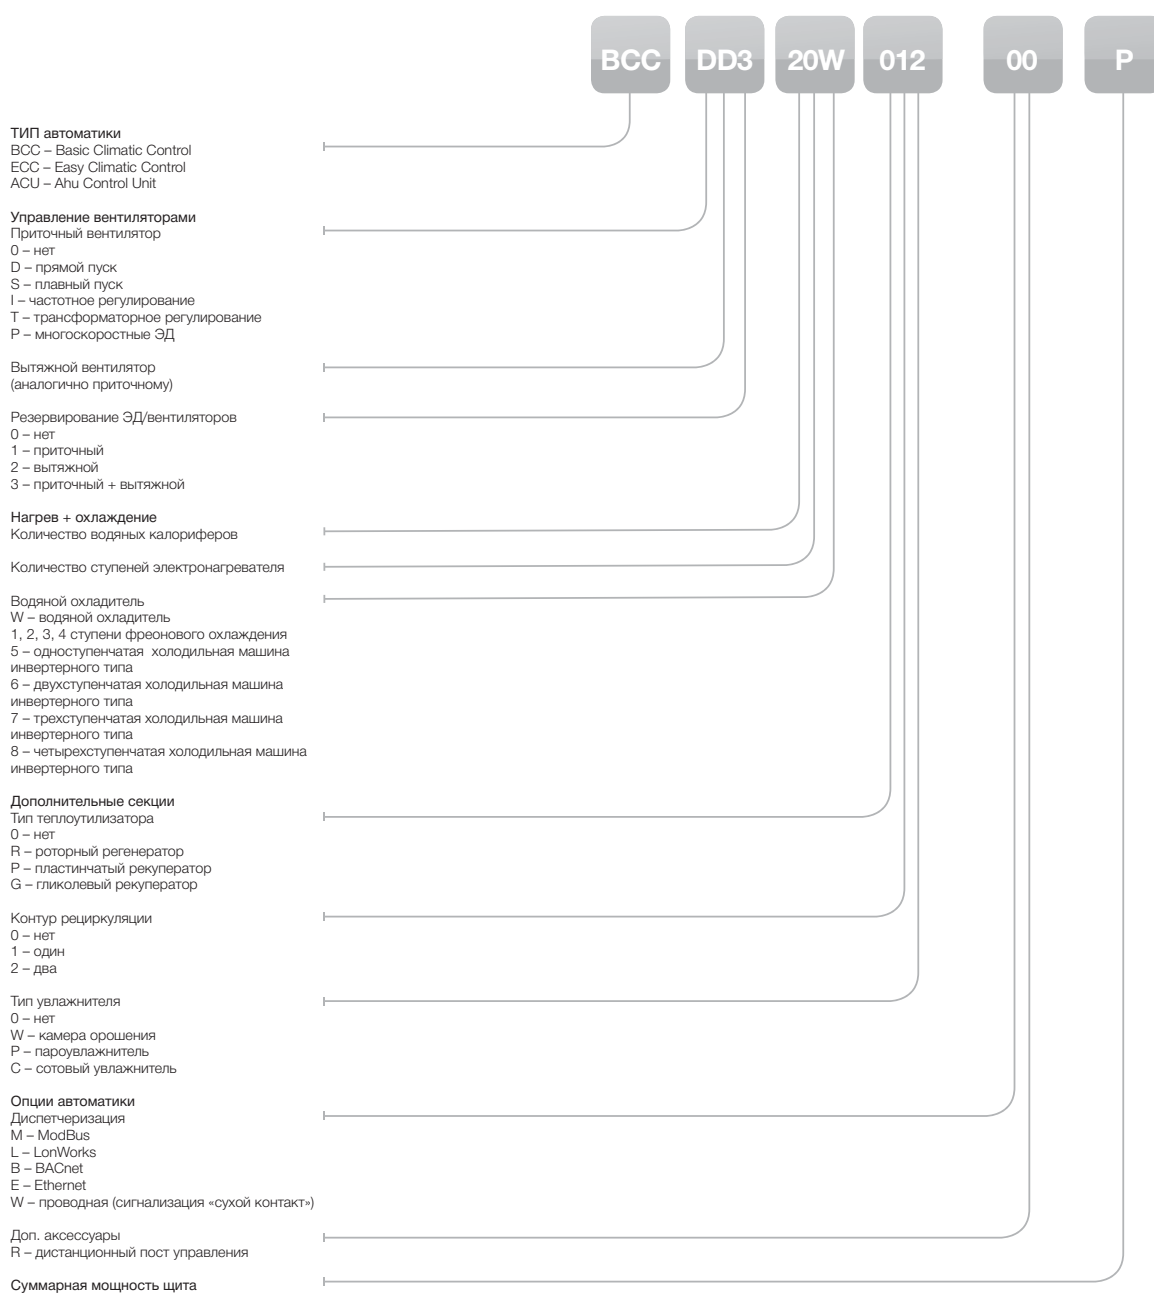 BCC DD3 20W 012 00 P
ТИП автоматики
BCC – Basic Climatic Control
ECC – Easy Climatic Control
ACU – Ahu Control Unit
Управление вентиляторами
Приточный вентилятор
0 – нет
D – прямой пуск
S – плавный пуск
I – частотное регулирование
T – трансформаторное регулирование
P – многоскоростные ЭД
Вытяжной вентилятор
(аналогично приточному)
Резервирование ЭД/вентиляторов
0 – нет
1 – приточный
2 – вытяжной
3 – приточный + вытяжной
Нагрев + охлаждение
Количество водяных калориферов
Количество ступеней электронагревателя
Водяной охладитель
W – водяной охладитель
1, 2, 3, 4 ступени фреонового охлаждения
5 – одноступенчатая холодильная машина
инвертерного типа
6 – двухступенчатая холодильная машина
инвертерного типа
7 – трехступенчатая холодильная машина
инвертерного типа
8 – четырехступенчатая холодильная машина
инвертерного типа
Дополнительные секции
Тип теплоутилизатора
0 – нет
R – роторный регенератор
P – пластинчатый рекуператор
G – гликолевый рекуператор
Контур рециркуляции
0 – нет
1 – один
2 – два
Тип увлажнителя
0 – нет
W – камера орошения
P – пароувлажнитель
C – сотовый увлажнитель
Опции автоматики
Диспетчеризация
M – ModBus
L – LonWorks
B – BACnet
E – Ethernet
W – проводная (сигнализация «сухой контакт»)
Доп. аксессуары
R – дистанционный пост управления
Суммарная мощность щита